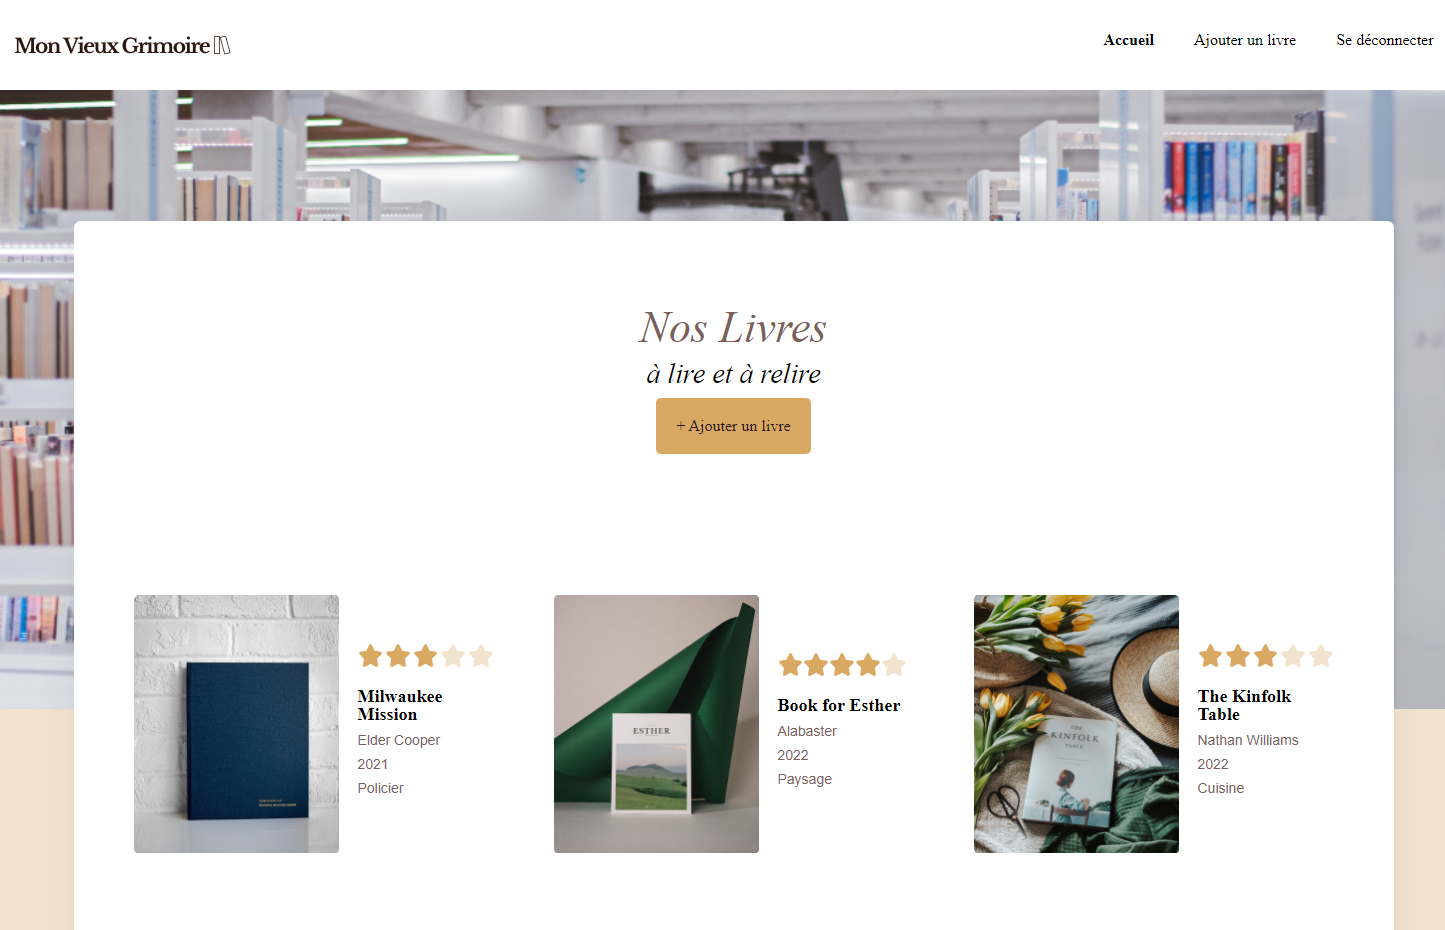 Mon Vieux Grimoire
Accueil
Ajouter un livre
Se déconnecter
Nos Livres
à lire et à relire
+ Ajouter un livre
Milwaukee
Mission
Elder Cooper
2021
Policier
ESTHER
Book for Esther
Alabaster
2022
Paysage
THE
KINFOLK
TABLE
The Kinfolk
Table
Nathan Williams
2022
Cuisine